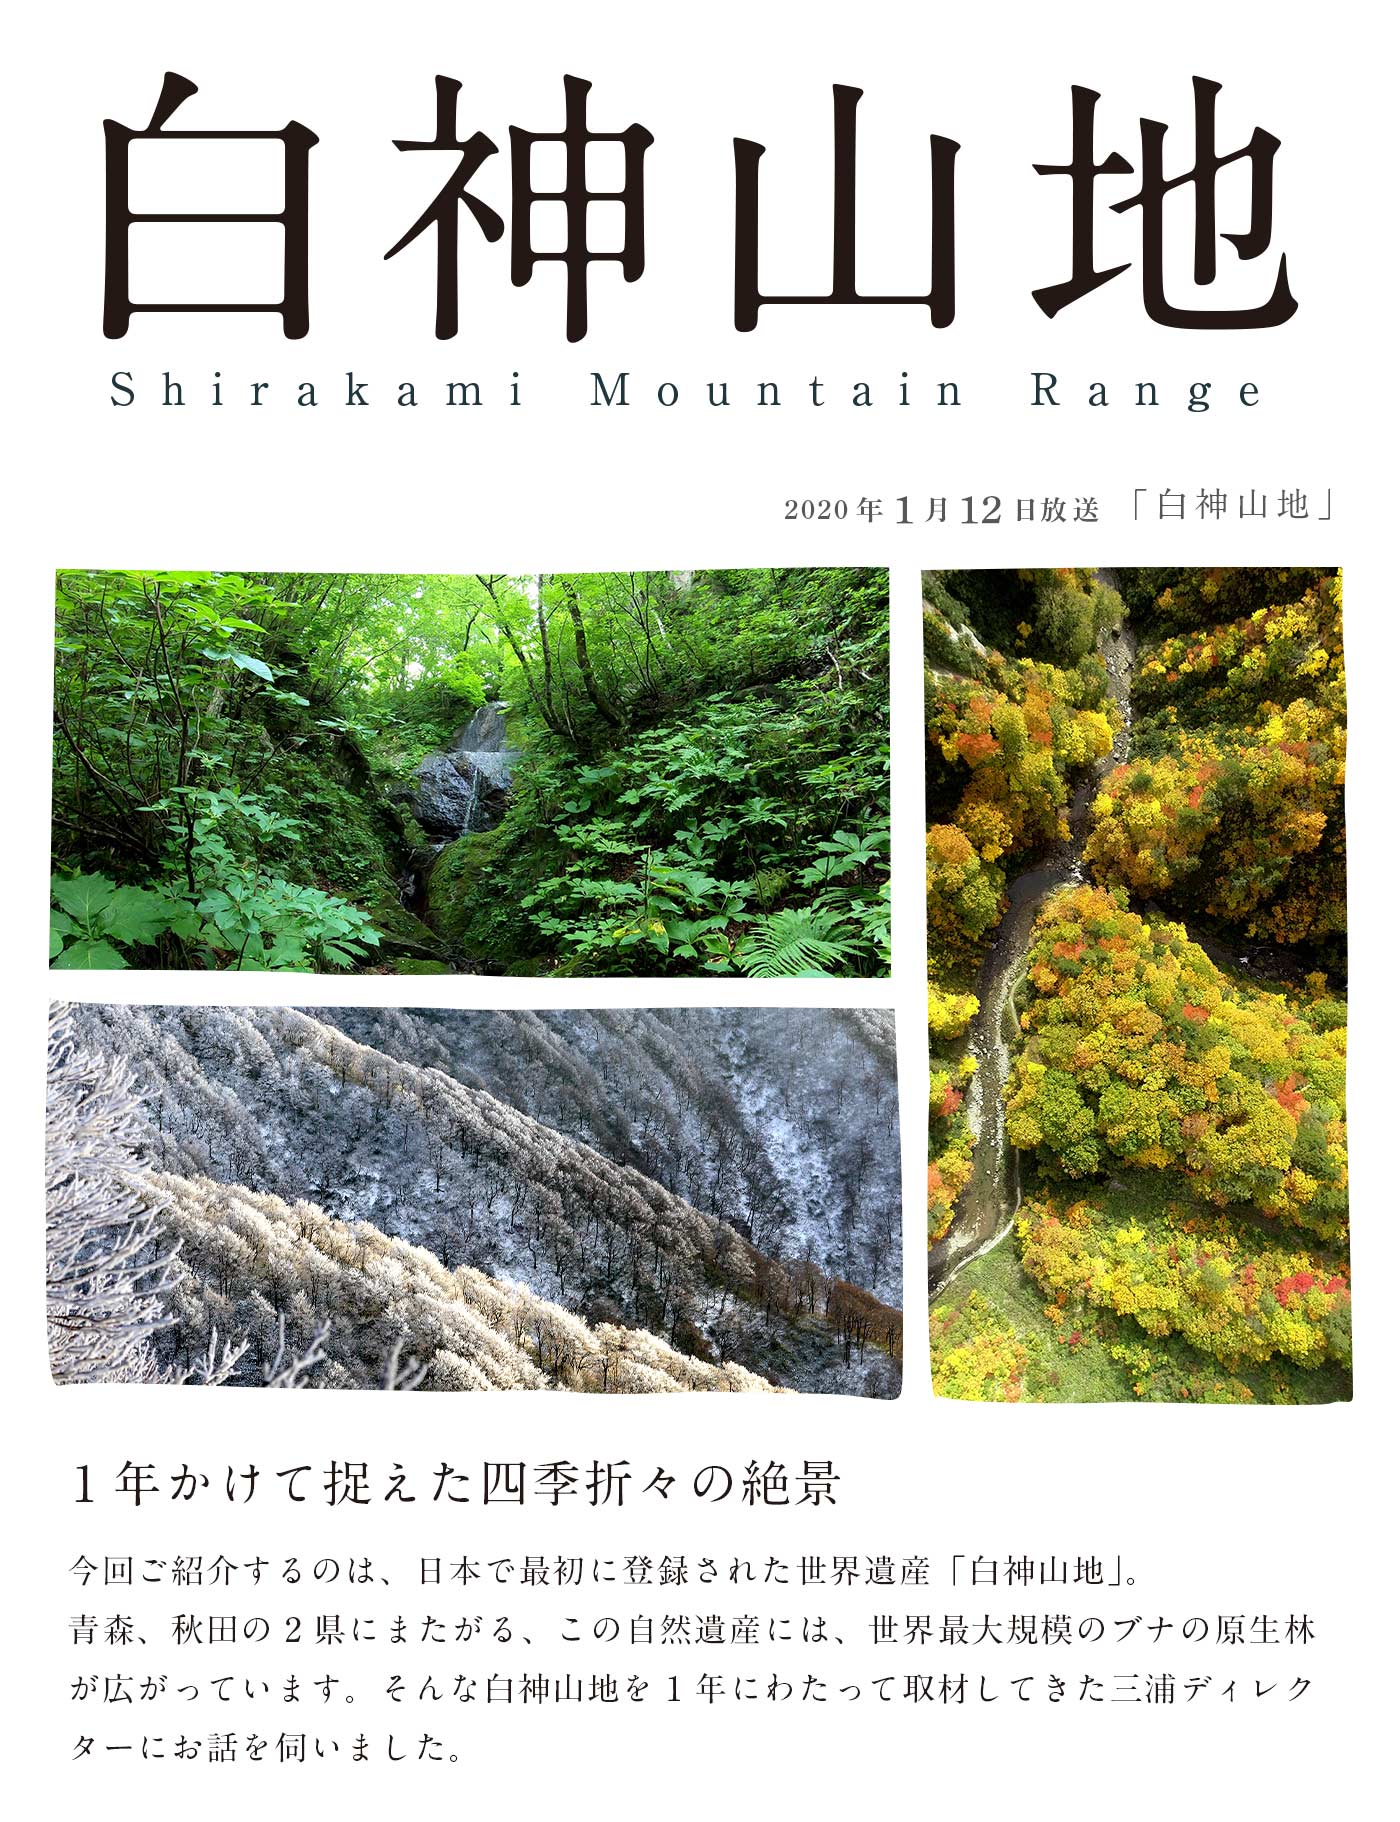 白神山地
Shirakami Mountain Range
2020年1月12日放送 「白神山地」
1年かけて捉えた四季折々の絶景
今回ご紹介するのは、日本で最初に登録された世界遺産「白神山地」。
青森、秋田の2県にまたがる、この自然遺産には、世界最大規模のブナの原生林
が広がっています。そんな白神山地を1年にわたって取材してきた三浦ディレク
ターにお話を伺いました。